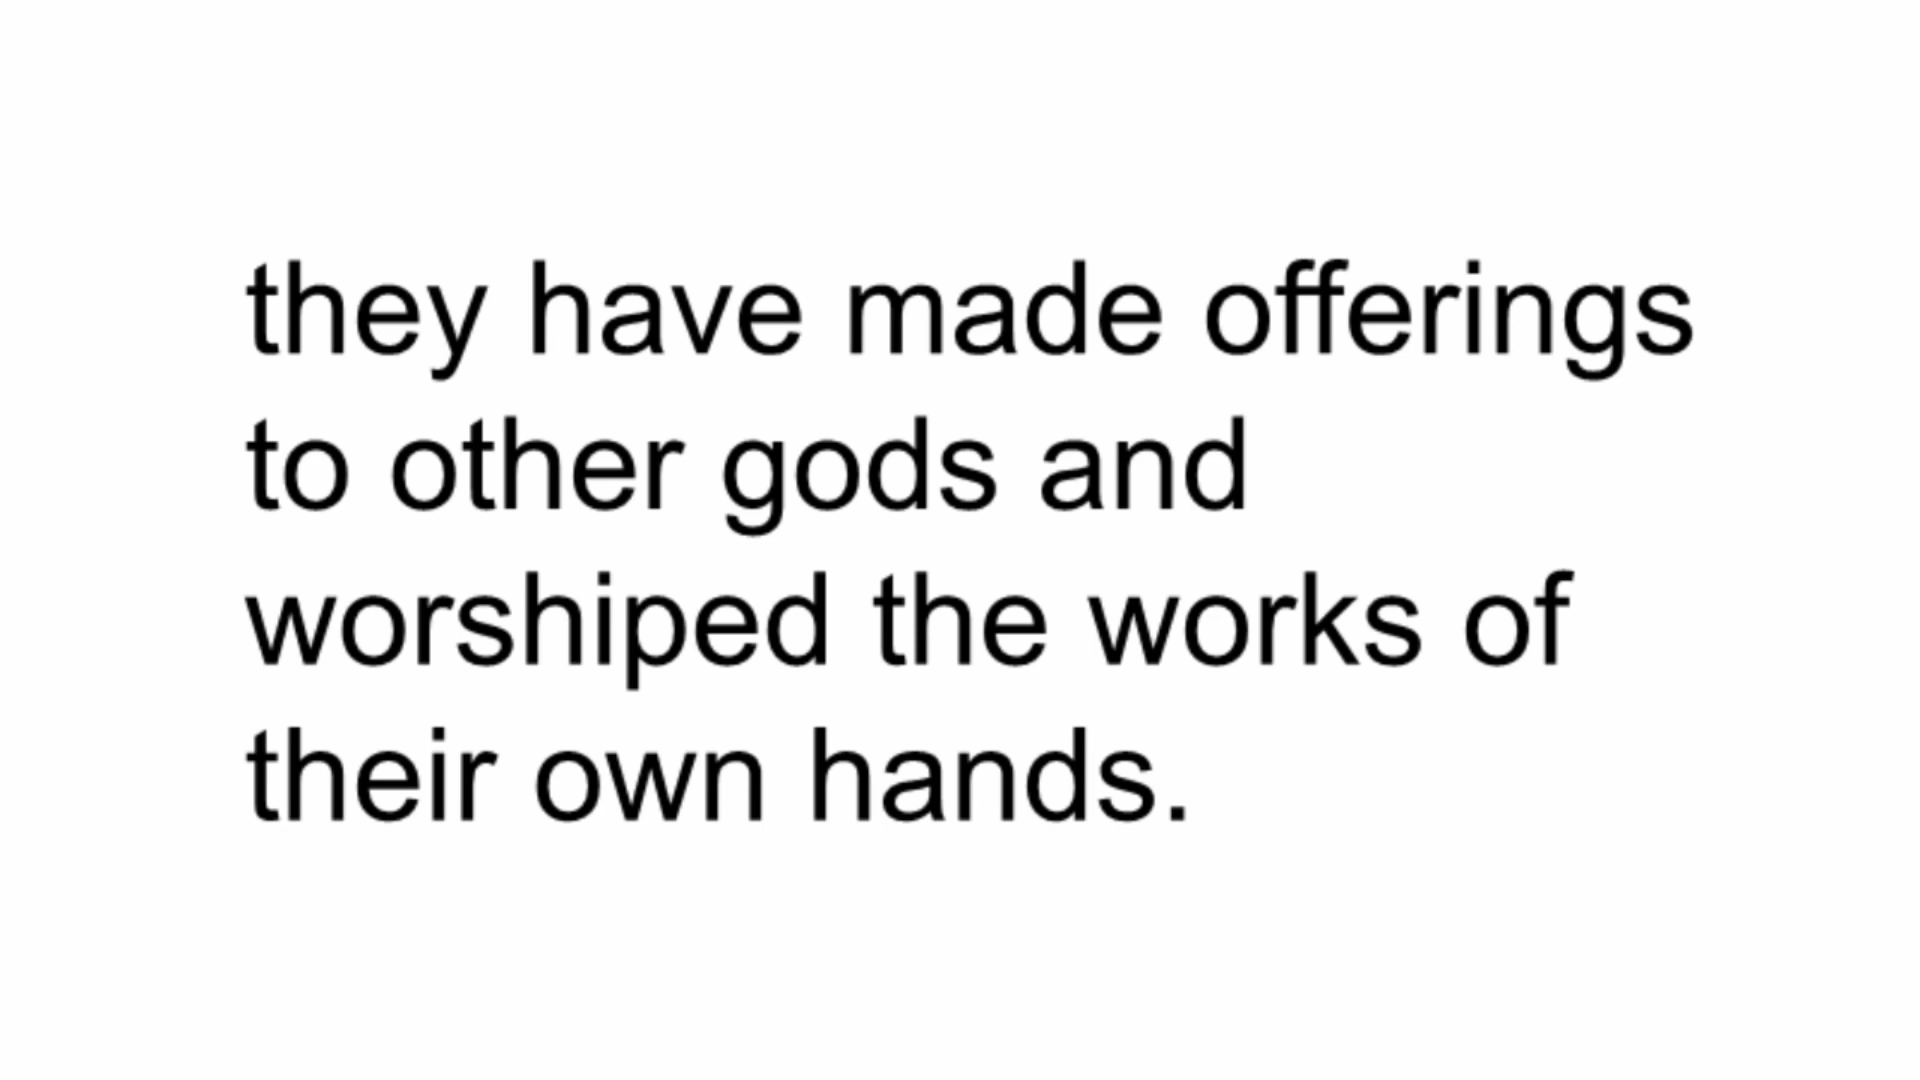 they have made offerings
to other gods and
worshiped the works of
their own hands.